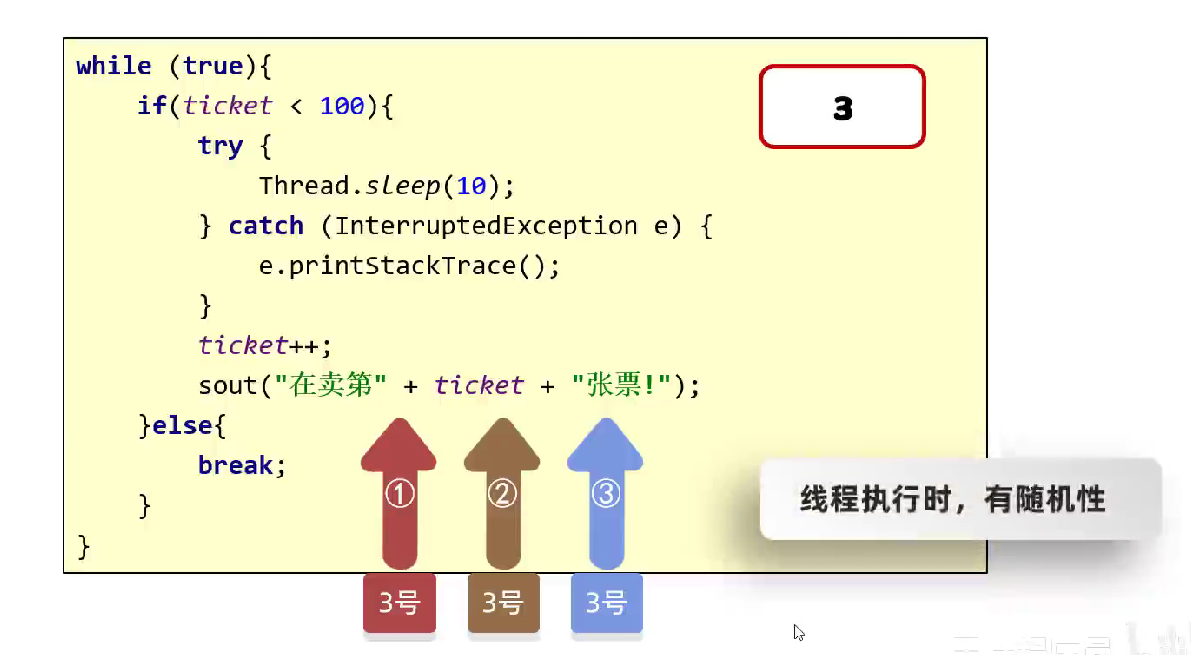 while (true){
if(ticket < 100){
3
try {
Thread.sleep(10);
} catch (InterruptedException e) {
e.printStackTrace();
}
ticket++;
sout("在卖第" + ticket + "张票!");
}else{
break;
}
}
① ② ③
线程执行时，有随机性
3号 3号 3号